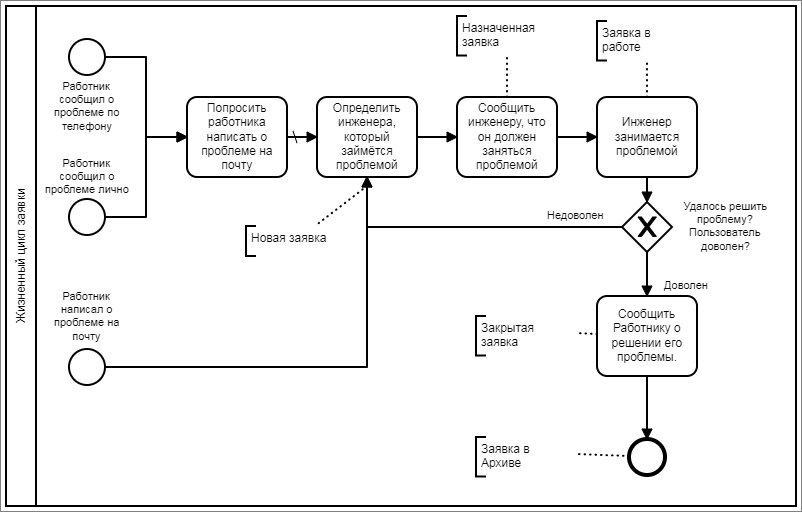 Жизненный цикл заявки
Работник
сообщил о
проблеме по
телефону
Работник
сообщил о
проблеме лично
Работник
написал о
проблеме на
почту
Попросить
работника
написать о
проблеме на
почту
Определить
инженера,
который
займётся
проблемой
Новая заявка
Назначенная
заявка
Сообщить
инженеру, что
он должен
заняться
проблемой
Заявка в
работе
Инженер
занимается
проблемой
Недоволен
Удалось решить
проблему?
Пользователь
доволен?
Доволен
Закрытая
заявка
Сообщить
Работнику о
решении его
проблемы.
Заявка в
Архиве